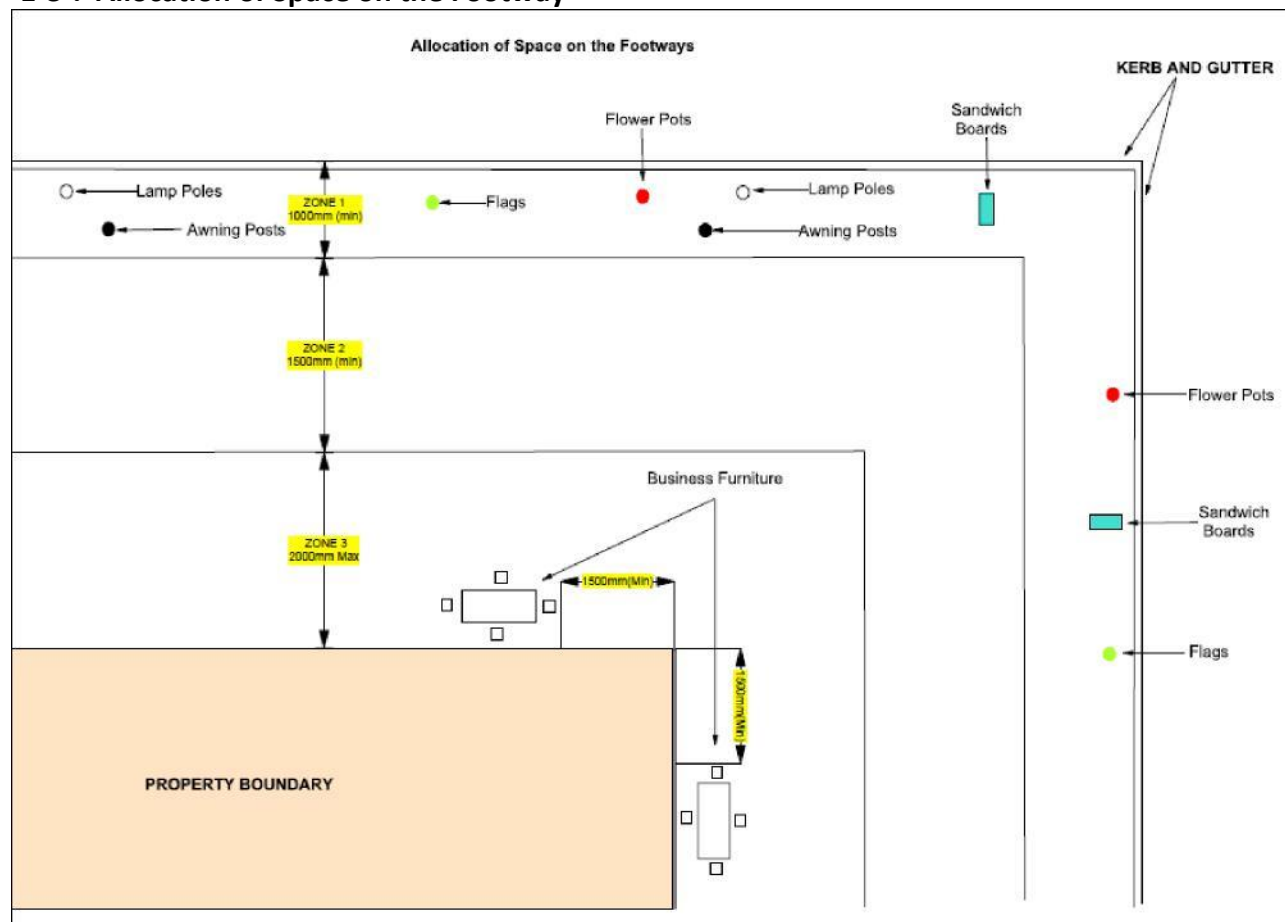 Allocation of Space on the Footways
KERB AND GUTTER
Sandwich
Boards
Flower Pots
Lamp Poles
ZONE 1
1000mm (min)
Flags
Lamp Poles
Awning Posts
Awning Posts
ZONE 2
1500mm (min)
Flower Pots
Business Furniture
Sandwich
Boards
ZONE 3
2000mm Max
1500mm(Min)
Flags
1500mm(Min)
PROPERTY BOUNDARY